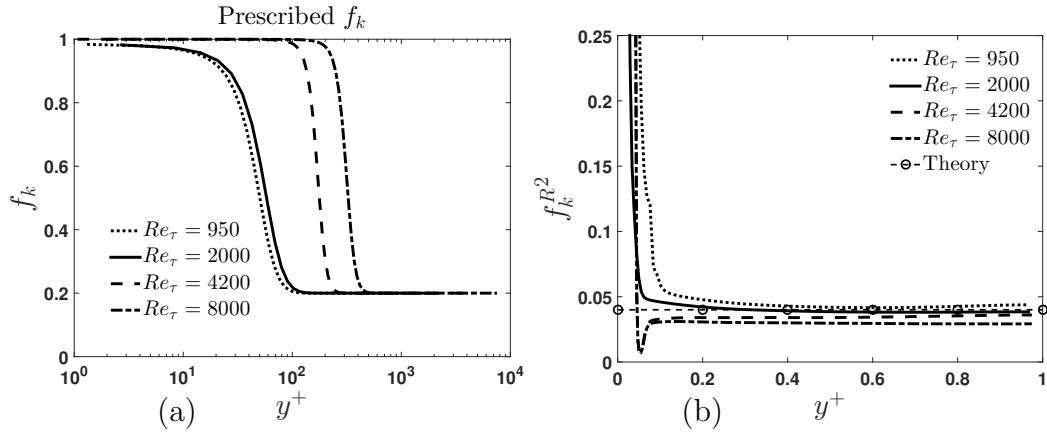 Prescribed f_k
1
0.8
0.6
0.4
0.2
0
f_k
Re_τ = 950
Re_τ = 2000
Re_τ = 4200
Re_τ = 8000
10^0
10^1
10^2
10^3
10^4
(a)
y^+
0.25
0.2
0.15
0.1
0.05
0
f_k^{R^2}
Re_τ = 950
Re_τ = 2000
Re_τ = 4200
Re_τ = 8000
Theory
0
0.2
0.4
0.6
0.8
1
(b)
y^+